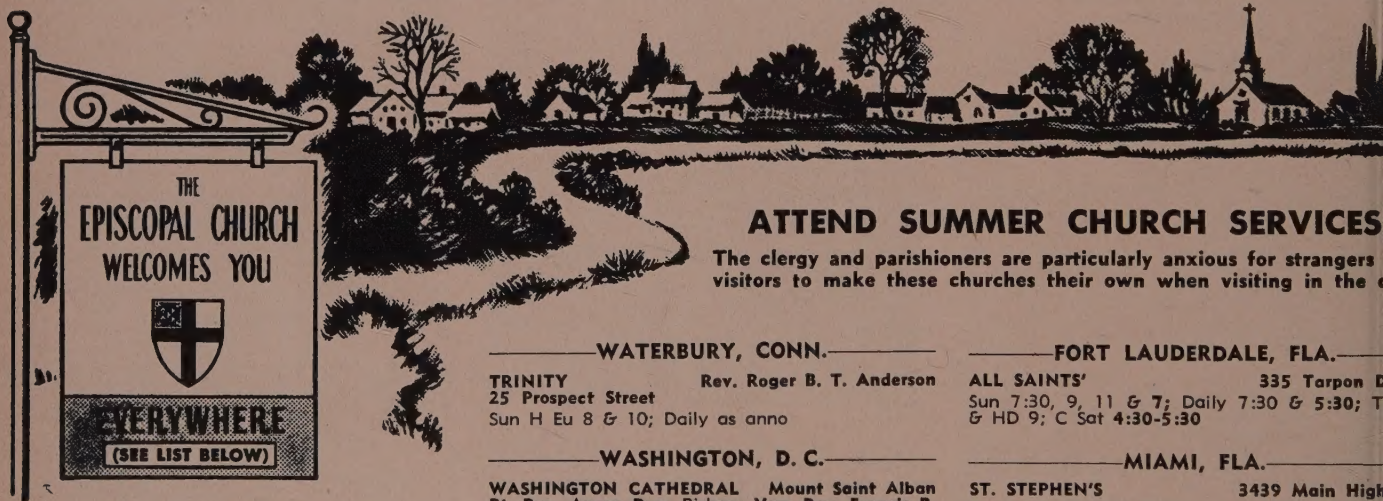 THE
EPISCOPAL CHURCH
WELCOMES YOU
EVERYWHERE
(SEE LIST BELOW)
ATTEND SUMMER CHURCH SERVICES
The clergy and parishioners are particularly anxious for strangers
visitors to make these churches their own when visiting in the
WATERBURY, CONN.
TRINITY Rev. Roger B. T. Anderson
25 Prospect Street
Sun H Eu 8 & 10; Daily as anno
WASHINGTON, D. C.
WASHINGTON CATHEDRAL Mount Saint Alban
FORT LAUDERDALE, FLA.
ALL SAINTS' 335 Tarpon D
Sun 7:30, 9, 11 & 7; Daily 7:30 & 5:30; T
& HD 9; C Sat 4:30-5:30
MIAMI, FLA.
ST. STEPHEN'S 3439 Main High